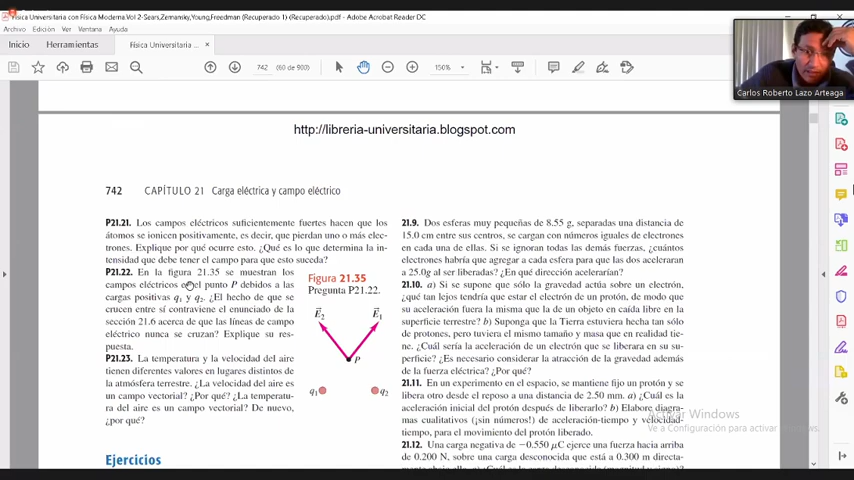 Física Universitaria con Física Moderna Vol 2-Sears,Zemansky,Young,Freedman (Recuperado 1) (Recuperado).pdf - Adobe Acrobat Reader DC
Archivo Edición Ver Ventana Ayuda
Inicio Herramientas Física Universitaria ... ×
742 (60 de 900) 150%
Carlos Roberto Lazo Arteaga
http://libreria-universitaria.blogspot.com
742 CAPÍTULO 21 Carga eléctrica y campo eléctrico
P21.21. Los campos eléctricos suficientemente fuertes hacen que los
átomos se ionicen positivamente, es decir, que pierdan uno o más elec-
trones. Explique por qué ocurre esto. ¿Qué es lo que determina la in-
tensidad que debe tener el campo para que esto suceda?
P21.22. En la figura 21.35 se muestran los
campos eléctricos en el punto P debidos a las
cargas positivas q1 y q2. ¿El hecho de que se
crucen entre sí contraviene el enunciado de la
sección 21.6 acerca de que las líneas de campo
eléctrico nunca se cruzan? Explique su res-
puesta.
P21.23. La temperatura y la velocidad del aire
tienen diferentes valores en lugares distintos de
la atmósfera terrestre. ¿La velocidad del aire es
un campo vectorial? ¿Por qué? ¿La temperatu-
ra del aire es un campo vectorial? De nuevo,
¿por qué?
Ejercicios
Figura 21.35
Pregunta P21.22.
E2 E1
P
q1 q2
21.9. Dos esferas muy pequeñas de 8.55 g, separadas una distancia de
15.0 cm entre sus centros, se cargan con números iguales de electrones
en cada una de ellas. Si se ignoran todas las demás fuerzas, ¿cuántos
electrones habría que agregar a cada esfera para que las dos aceleraran
a 25.0g al ser liberadas? ¿En qué dirección acelerarían?
21.10. a) Si se supone que sólo la gravedad actúa sobre un electrón,
¿qué tan lejos tendría que estar el electrón de un protón, de modo que
su aceleración fuera la misma que la de un objeto en caída libre en la
superficie terrestre? b) Suponga que la Tierra estuviera hecha tan sólo
de protones, pero tuviera el mismo tamaño y masa que en realidad tie-
ne. ¿Cuál sería la aceleración de un electrón que se liberara en su su-
perficie? ¿Es necesario considerar la atracción de la gravedad además
de la fuerza eléctrica? ¿Por qué?
21.11. En un experimento en el espacio, se mantiene fijo un protón y se
libera otro desde el reposo a una distancia de 2.50 mm. a) ¿Cuál es la
aceleración inicial del protón después de liberarlo? b) Elabore diagra-
mas cualitativos (¡sin números!) de aceleración-tiempo y velocidad-
tiempo, para el movimiento del protón liberado.
21.12. Una carga negativa de −0.550 μC ejerce una fuerza hacia arriba
de 0.200 N, sobre una carga desconocida que está a 0.300 m directa-
Activar Windows
Ve a Configuración para activar Windows.